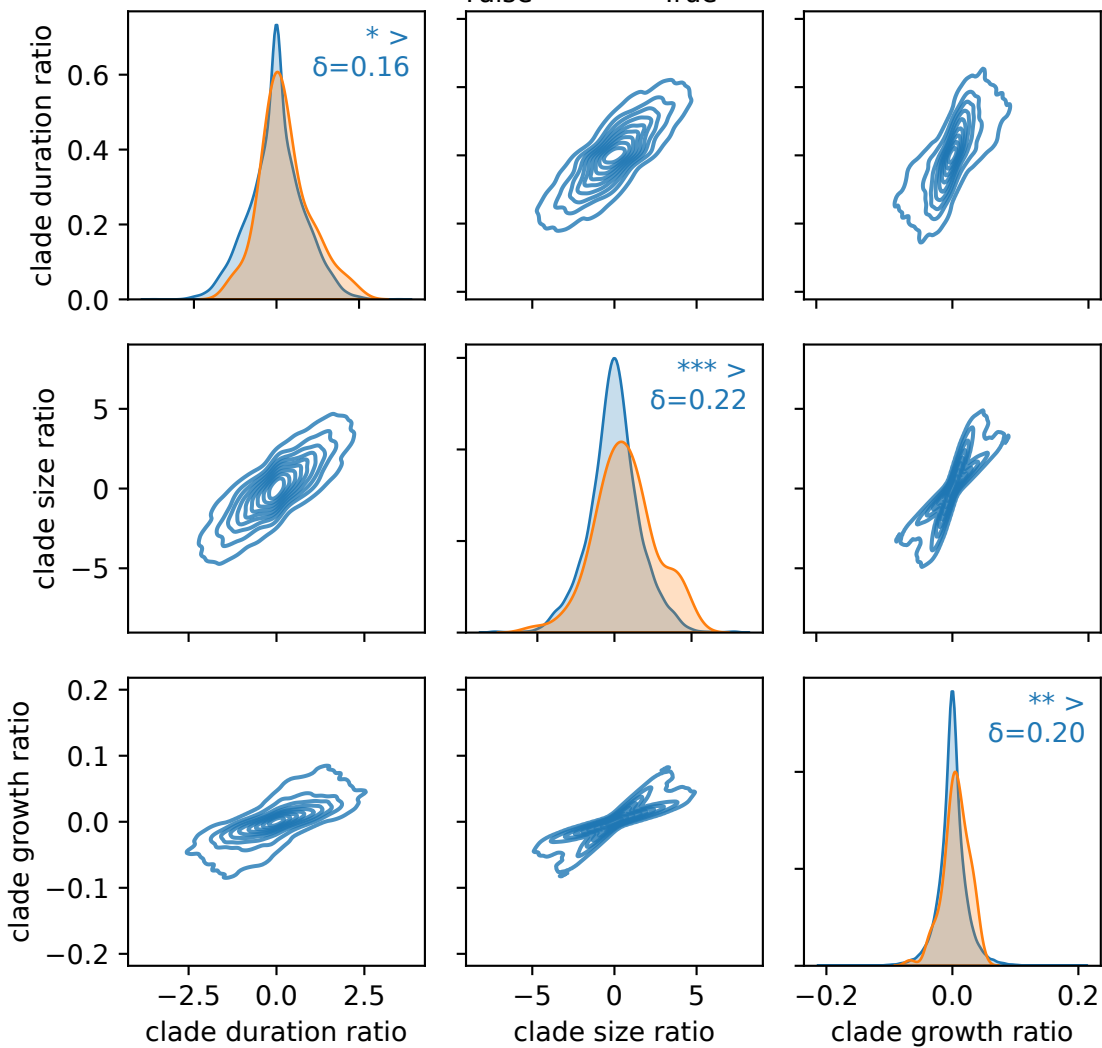 clade duration ratio
0.6
0.4
0.2
0.0
* >
δ=0.16
clade size ratio
5
0
−5
*** >
δ=0.22
clade growth ratio
0.2
0.1
0.0
−0.1
−0.2
** >
δ=0.20
−2.5 0.0 2.5
−5 0 5
−0.2 0.0 0.2
clade duration ratio
clade size ratio
clade growth ratio